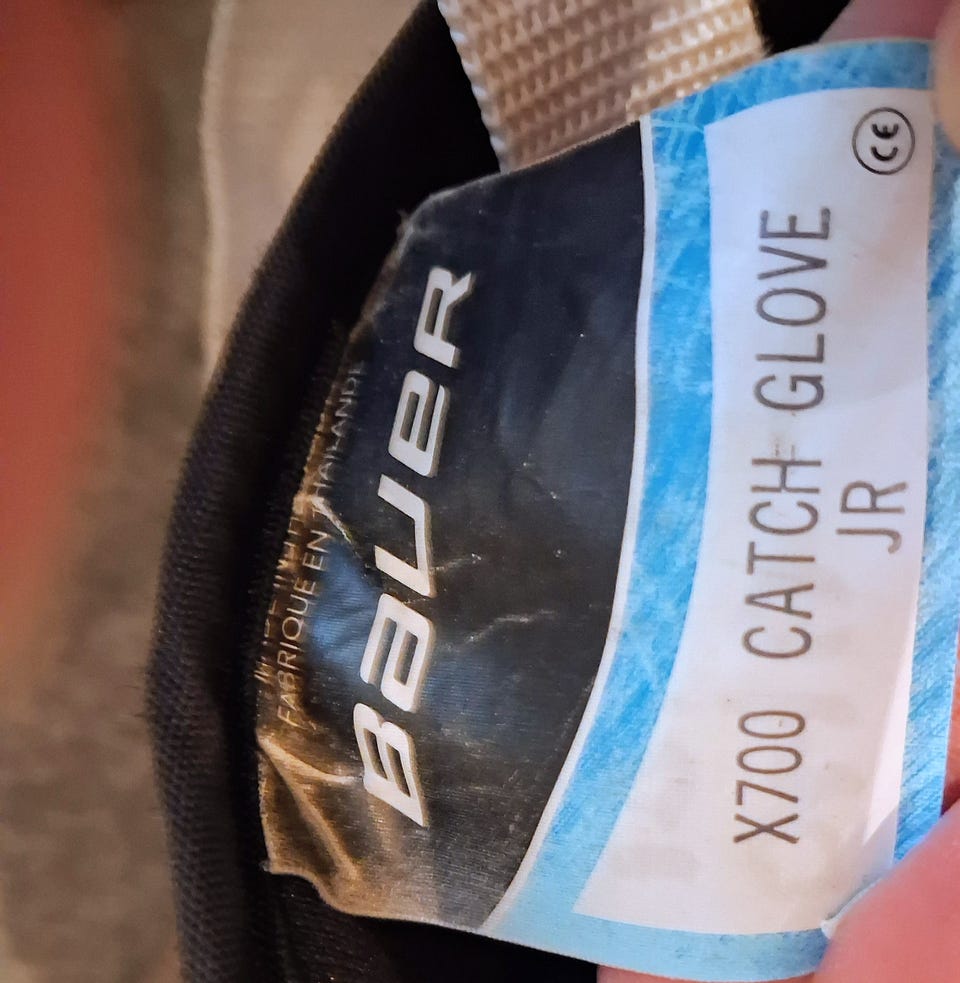 FABRIQUE EN THAILANDE
BAUER
X700 CATCH GLOVE
JR
CE